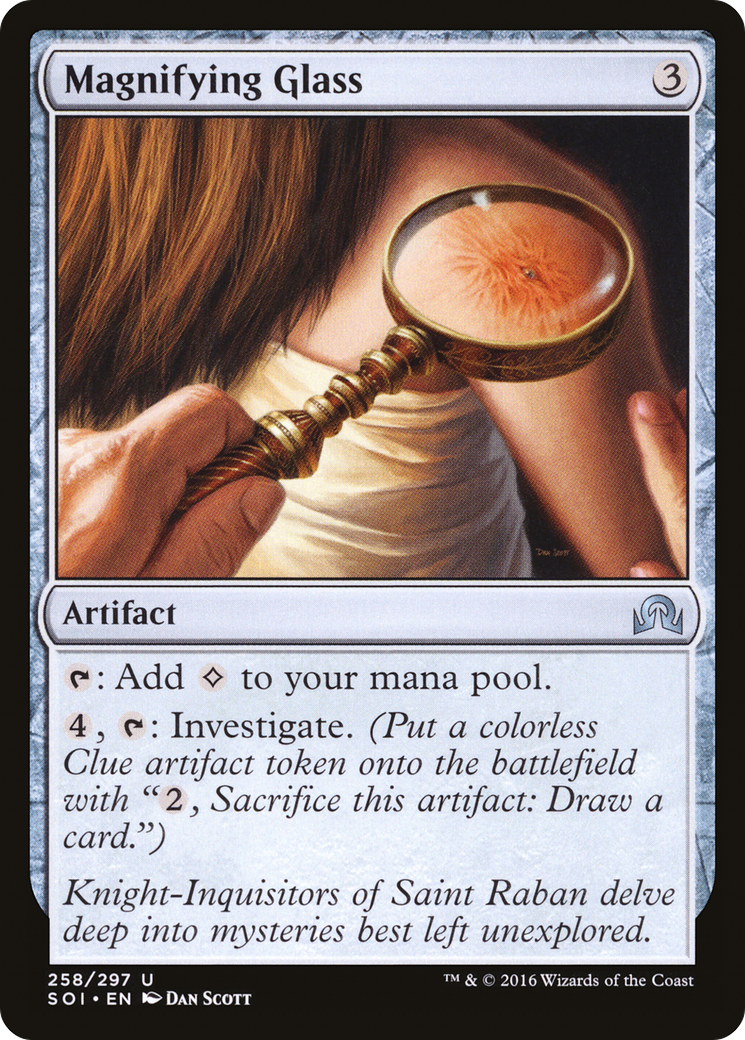 Magnifying Glass
3
Dan Scott
Artifact
: Add to your mana pool.
4, : Investigate. (Put a colorless
Clue artifact token onto the battlefield
with “2, Sacrifice this artifact: Draw a
card.”)
Knight-Inquisitors of Saint Raban delve
deep into mysteries best left unexplored.
258/297 U
SOI • EN Dan Scott
™ & © 2016 Wizards of the Coast